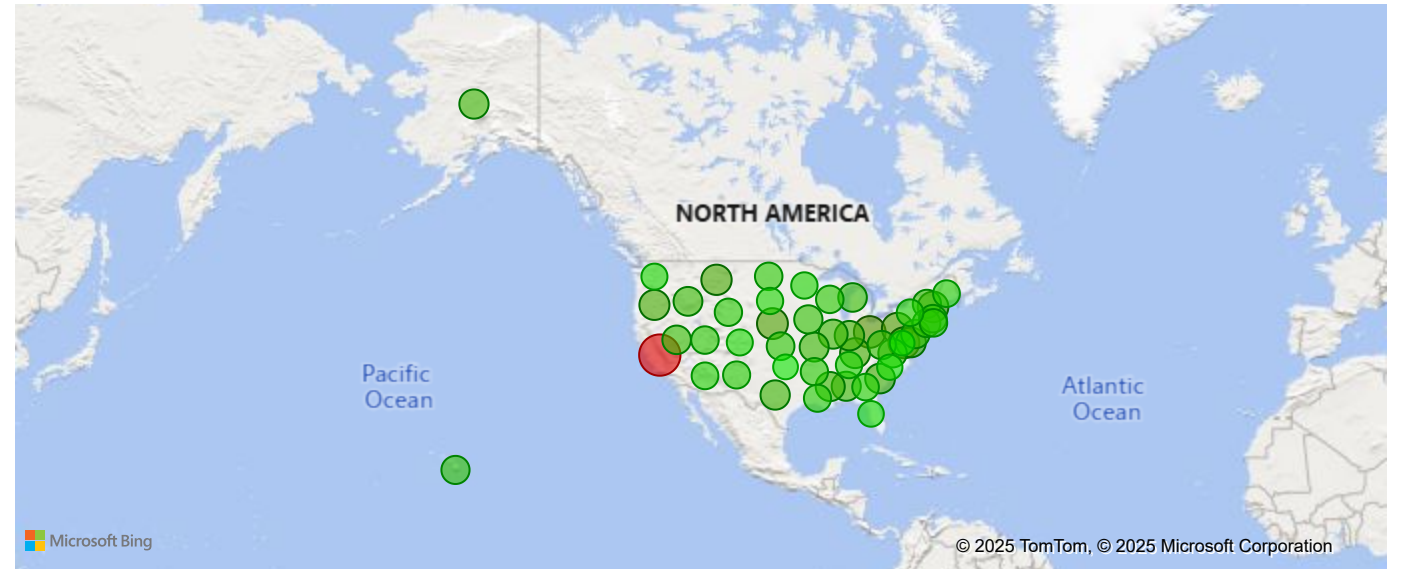 NORTH AMERICA
Pacific
Ocean
Atlantic
Ocean
Microsoft Bing
© 2025 TomTom, © 2025 Microsoft Corporation